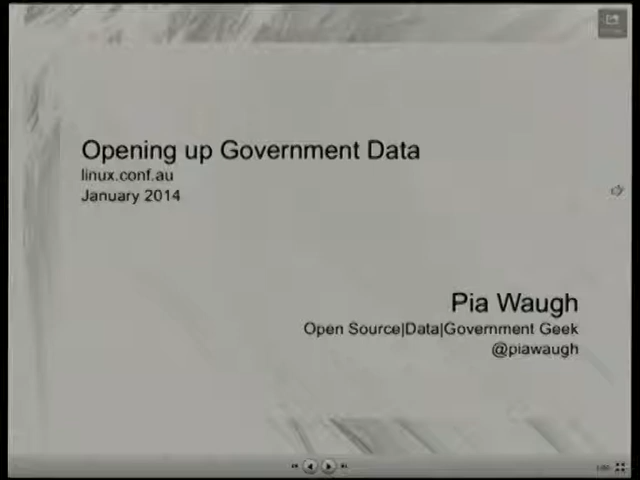 Opening up Government Data
linux.conf.au
January 2014
Pia Waugh
Open Source|Data|Government Geek
@piawaugh